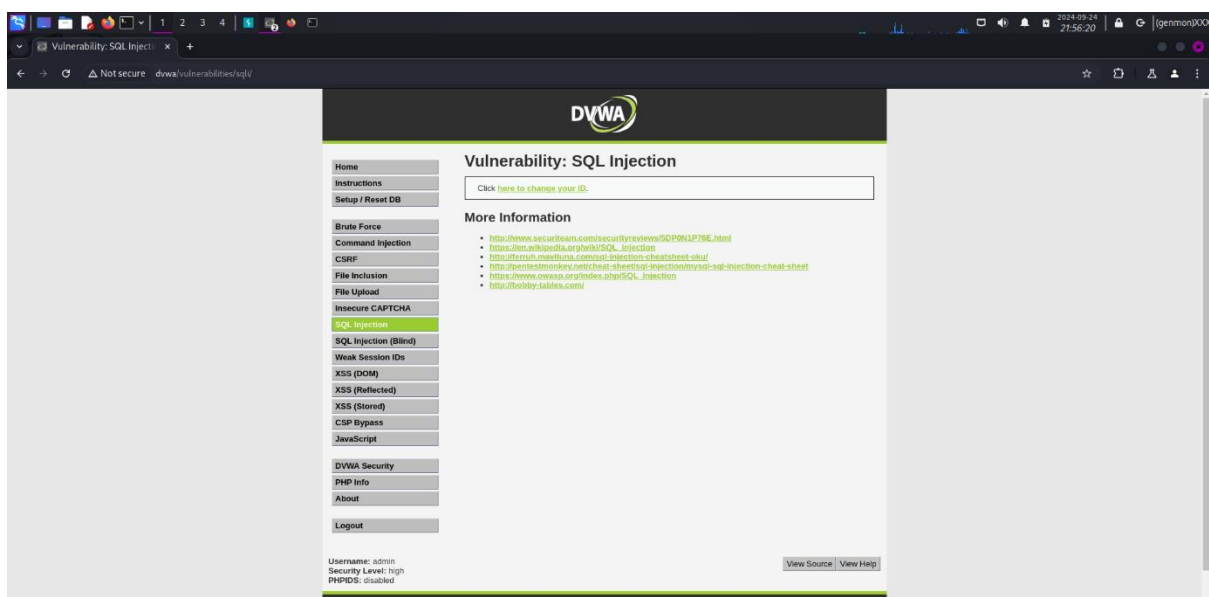 1 2 3 4
2024-09-24
21:56:20
(genmon)XXX
Vulnerability: SQL Injecti
Not secure dvwa/vulnerabilities/sqli/
DVWA
Home
Instructions
Setup / Reset DB
Brute Force
Command Injection
CSRF
File Inclusion
File Upload
Insecure CAPTCHA
SQL Injection
SQL Injection (Blind)
Weak Session IDs
XSS (DOM)
XSS (Reflected)
XSS (Stored)
CSP Bypass
JavaScript
DVWA Security
PHP Info
About
Logout
Vulnerability: SQL Injection
Click here to change your ID.
More Information
http://www.securiteam.com/securityreviews/5DP0N1P76E.html
https://en.wikipedia.org/wiki/SQL_injection
http://ferruh.mavituna.com/sql-injection-cheatsheet-oku/
http://pentestmonkey.net/cheat-sheet/sql-injection/mysql-sql-injection-cheat-sheet
https://www.owasp.org/index.php/SQL_Injection
http://bobby-tables.com/
Username: admin
Security Level: high
PHPIDS: disabled
View Source View Help